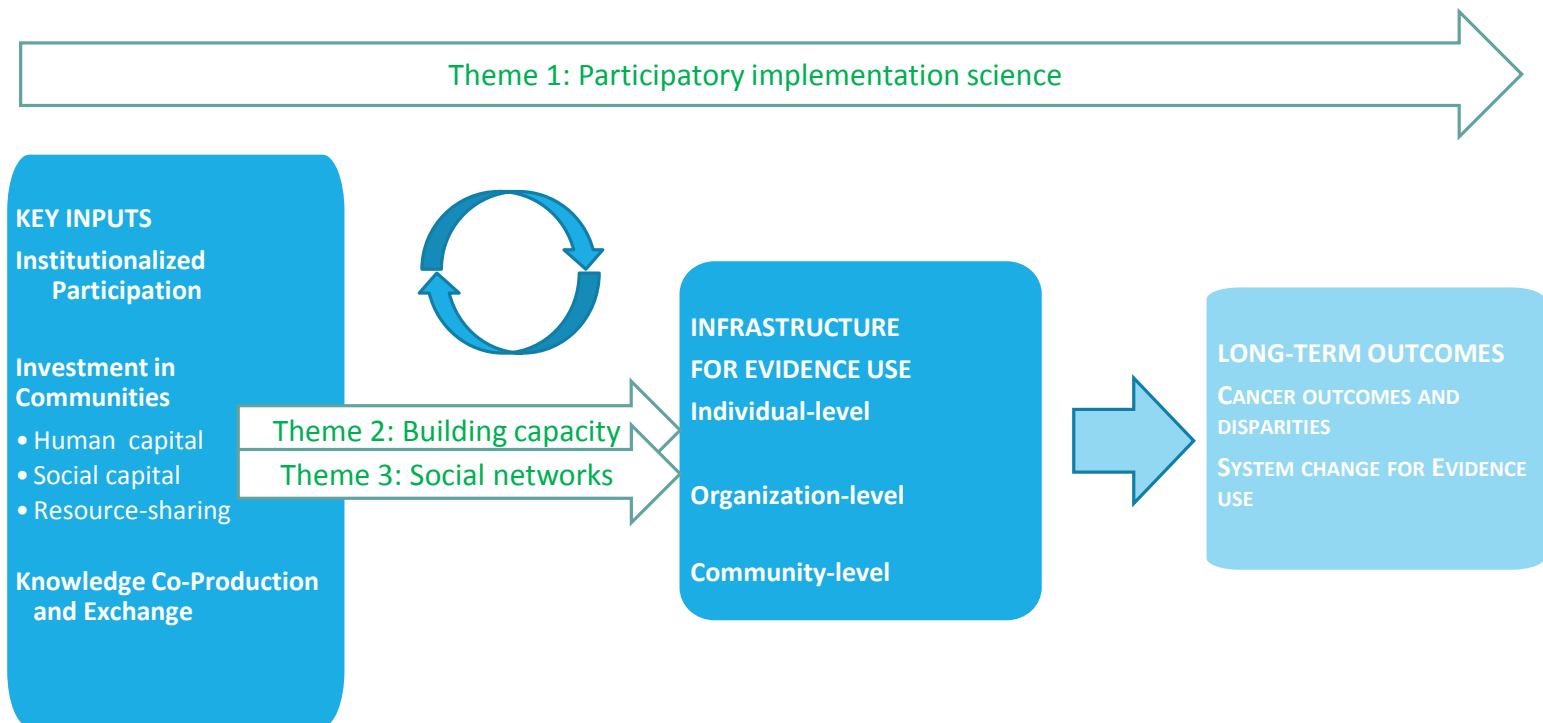 Theme 1: Participatory implementation science
KEY INPUTS
Institutionalized
Participation
Investment in
Communities
• Human capital
• Social capital
• Resource-sharing
Knowledge Co-Production
and Exchange
Theme 2: Building capacity
Theme 3: Social networks
INFRASTRUCTURE
FOR EVIDENCE USE
Individual-level
Organization-level
Community-level
LONG-TERM OUTCOMES
CANCER OUTCOMES AND
DISPARITIES
SYSTEM CHANGE FOR EVIDENCE
USE